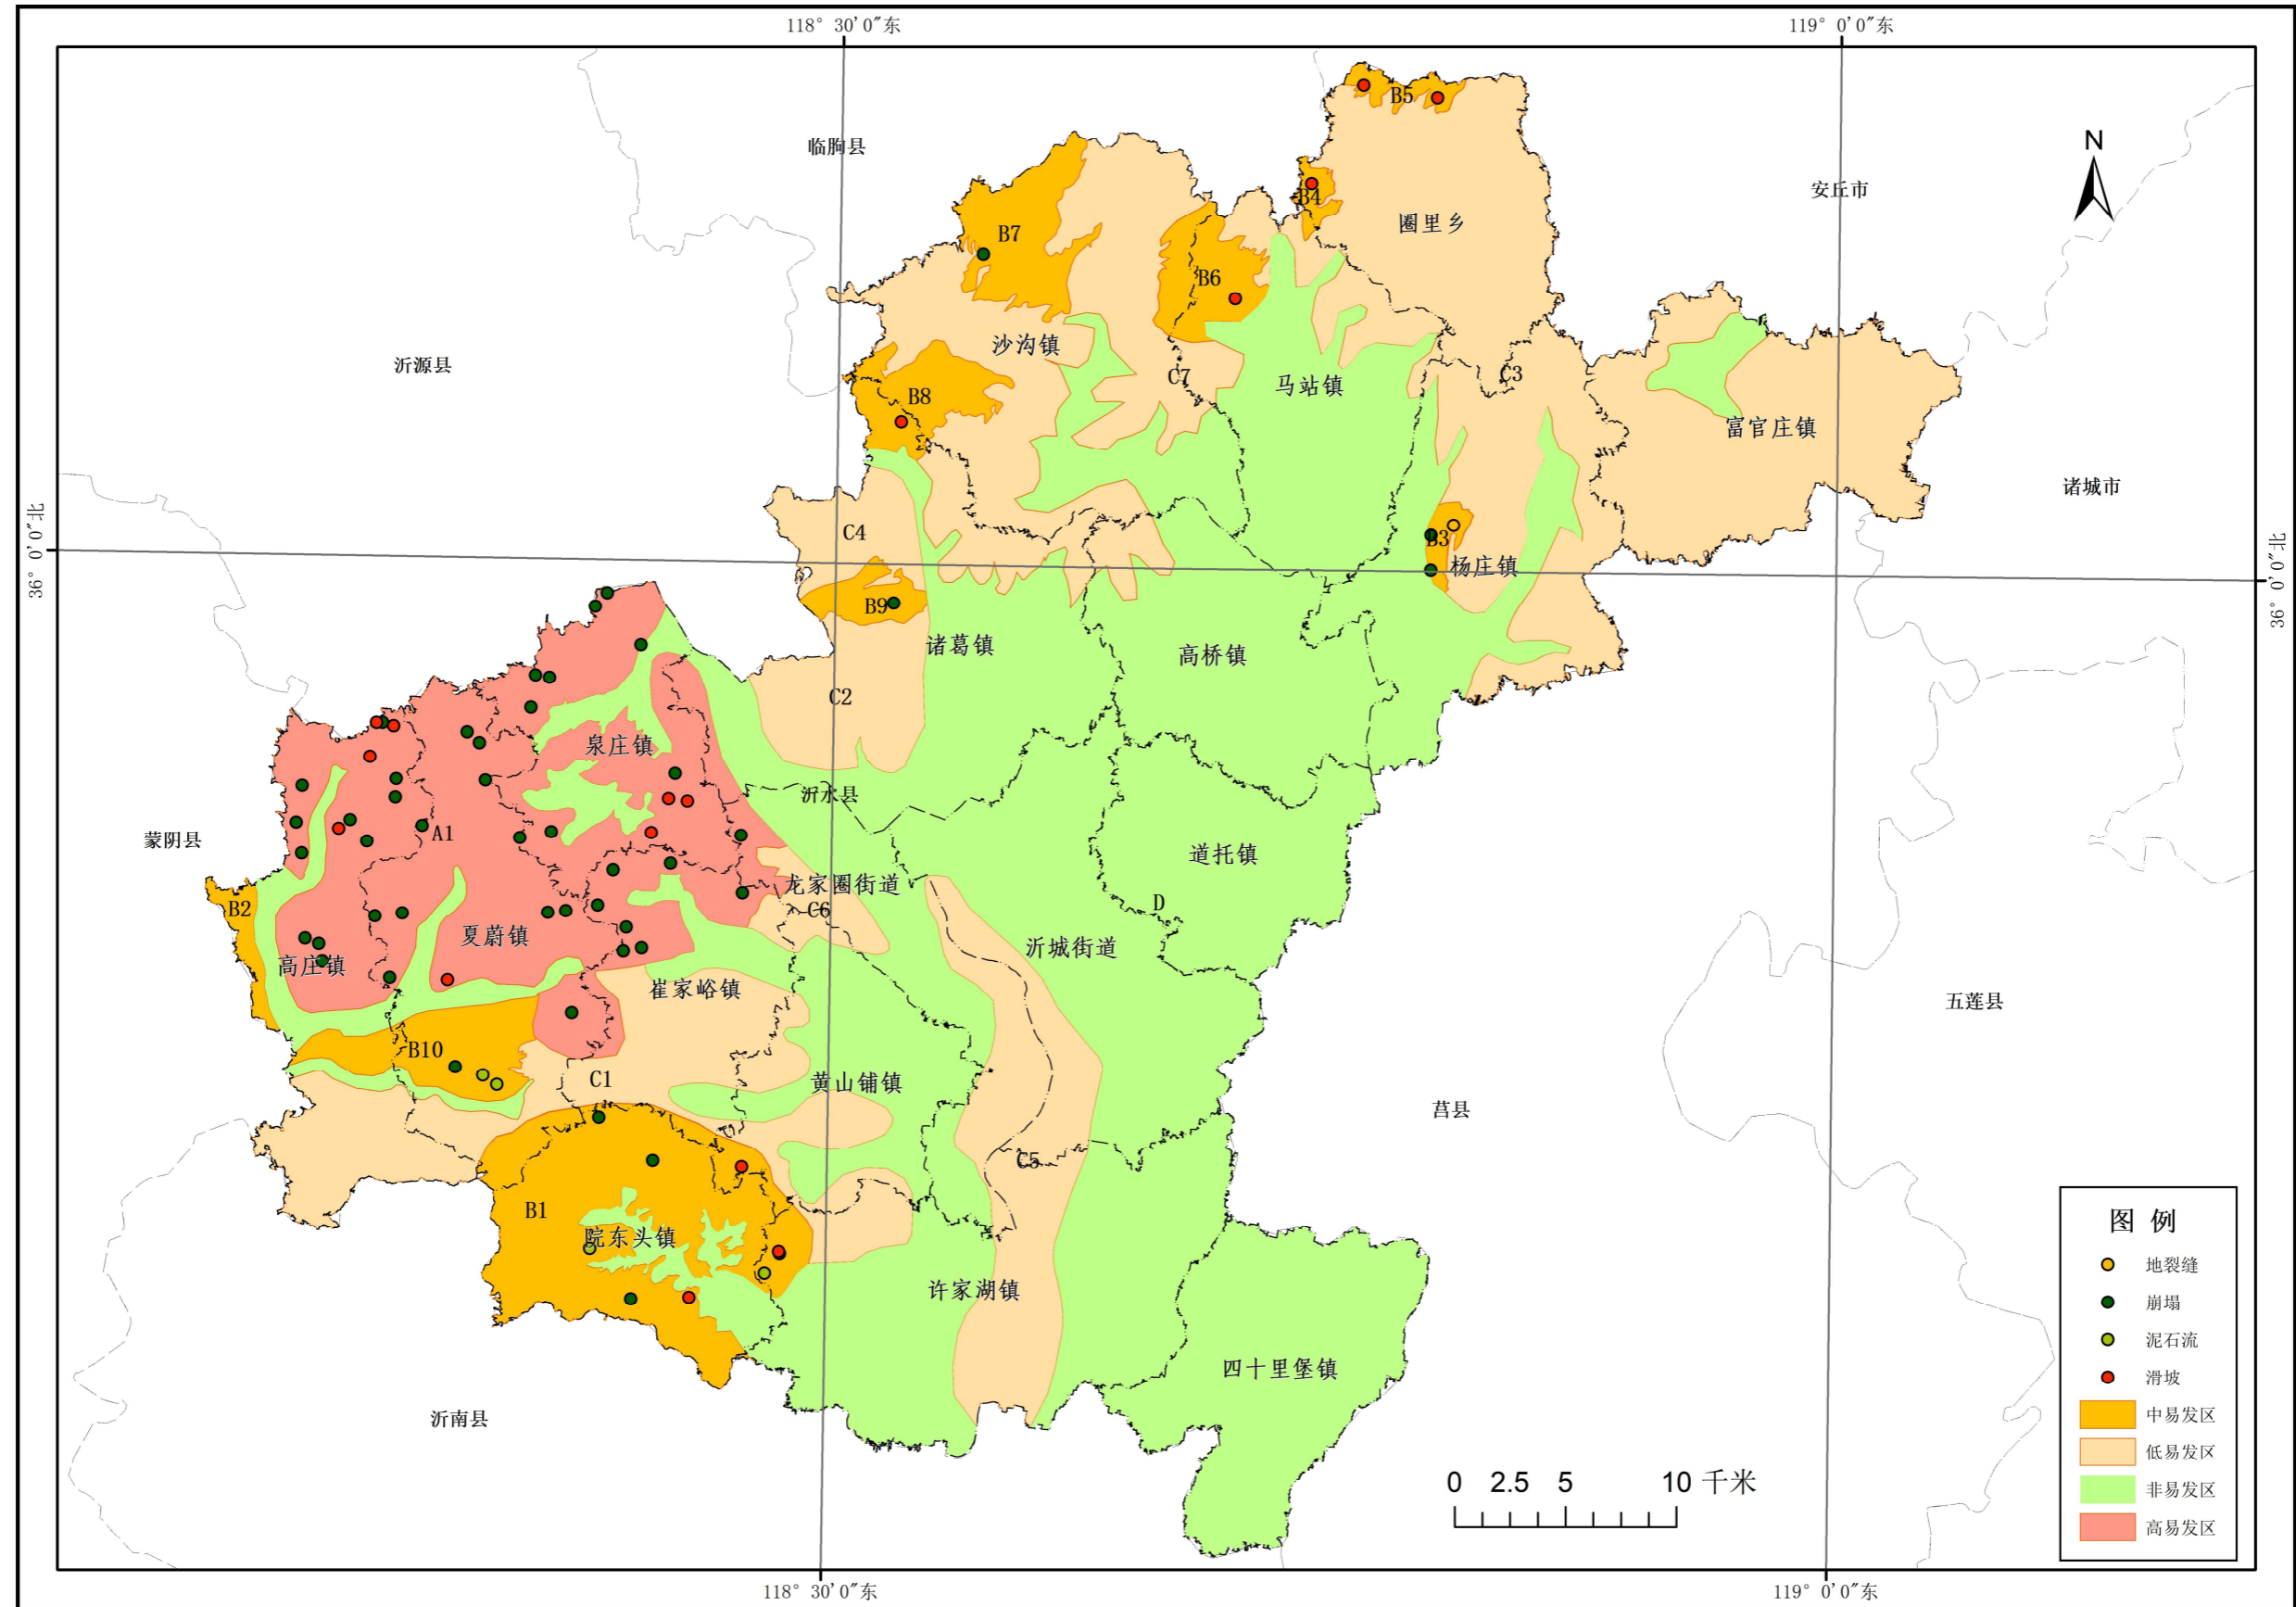 118° 30′0″东
119° 0′0″东
B5
N
临朐县
安丘市
B4
圈里乡
B7
B6
沙沟镇
沂源县
C7
马站镇
C3
B8
富官庄镇
诸城市
36° 0′0″北
C4
B3
杨庄镇
36° 0′0″北
B9
诸葛镇
高桥镇
C2
泉庄镇
沂水县
A1
蒙阴县
道托镇
龙家圈街道
B2
C6
D
夏蔚镇
沂城街道
高庄镇
崔家峪镇
五莲县
B10
C1
黄山铺镇
莒县
C5
B1
院东头镇
许家湖镇
四十里堡镇
沂南县
图 例
地裂缝
崩塌
泥石流
滑坡
中易发区
低易发区
非易发区
高易发区
0 2.5 5 10 千米
118° 30′0″东
119° 0′0″东